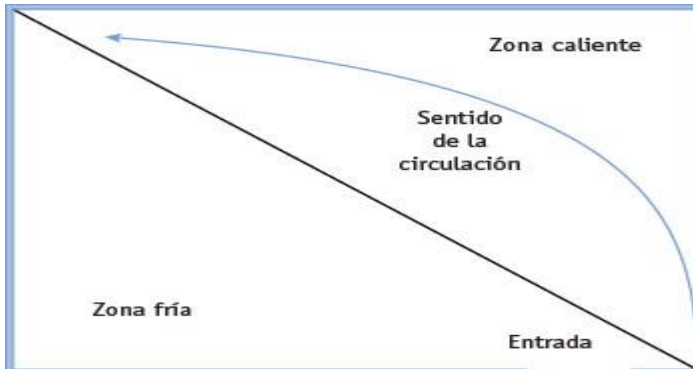 Zona caliente
Sentido
de la
circulación
Zona fría
Entrada